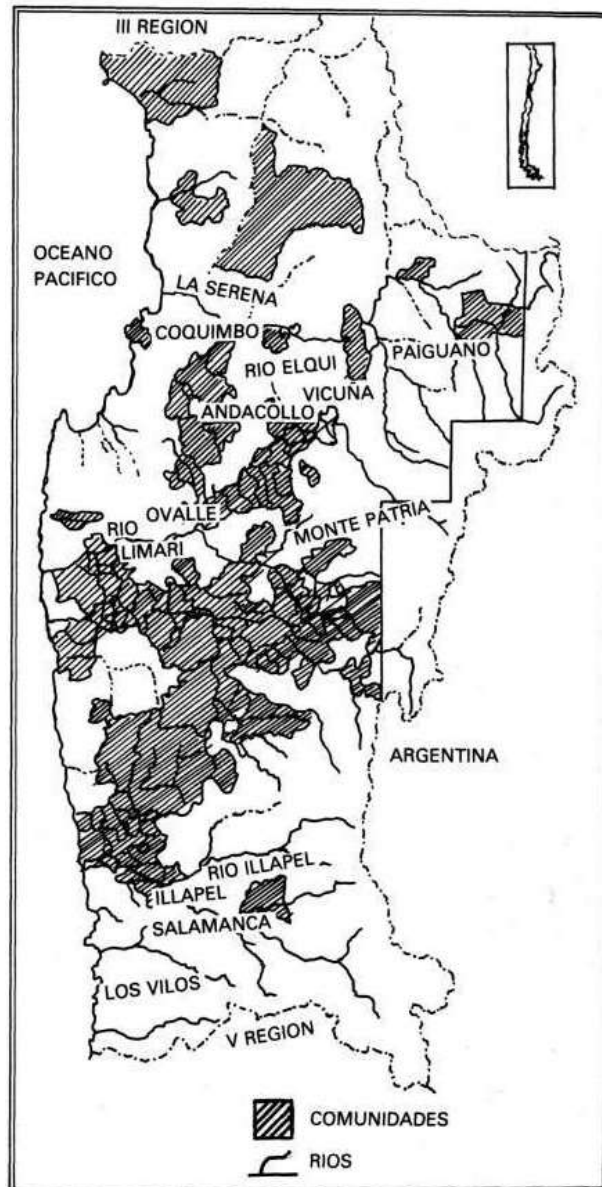 III REGION
OCEANO
PACIFICO
LA SERENA
COQUIMBO
RIO ELQUI
PAIGUANO
VICUÑA
ANDACOLLO
OVALLE
RIO
LIMARI
MONTE PATRIA
ARGENTINA
RIO ILLAPEL
ILLAPEL
SALAMANCA
LOS VILOS
V REGION
COMUNIDADES
RIOS